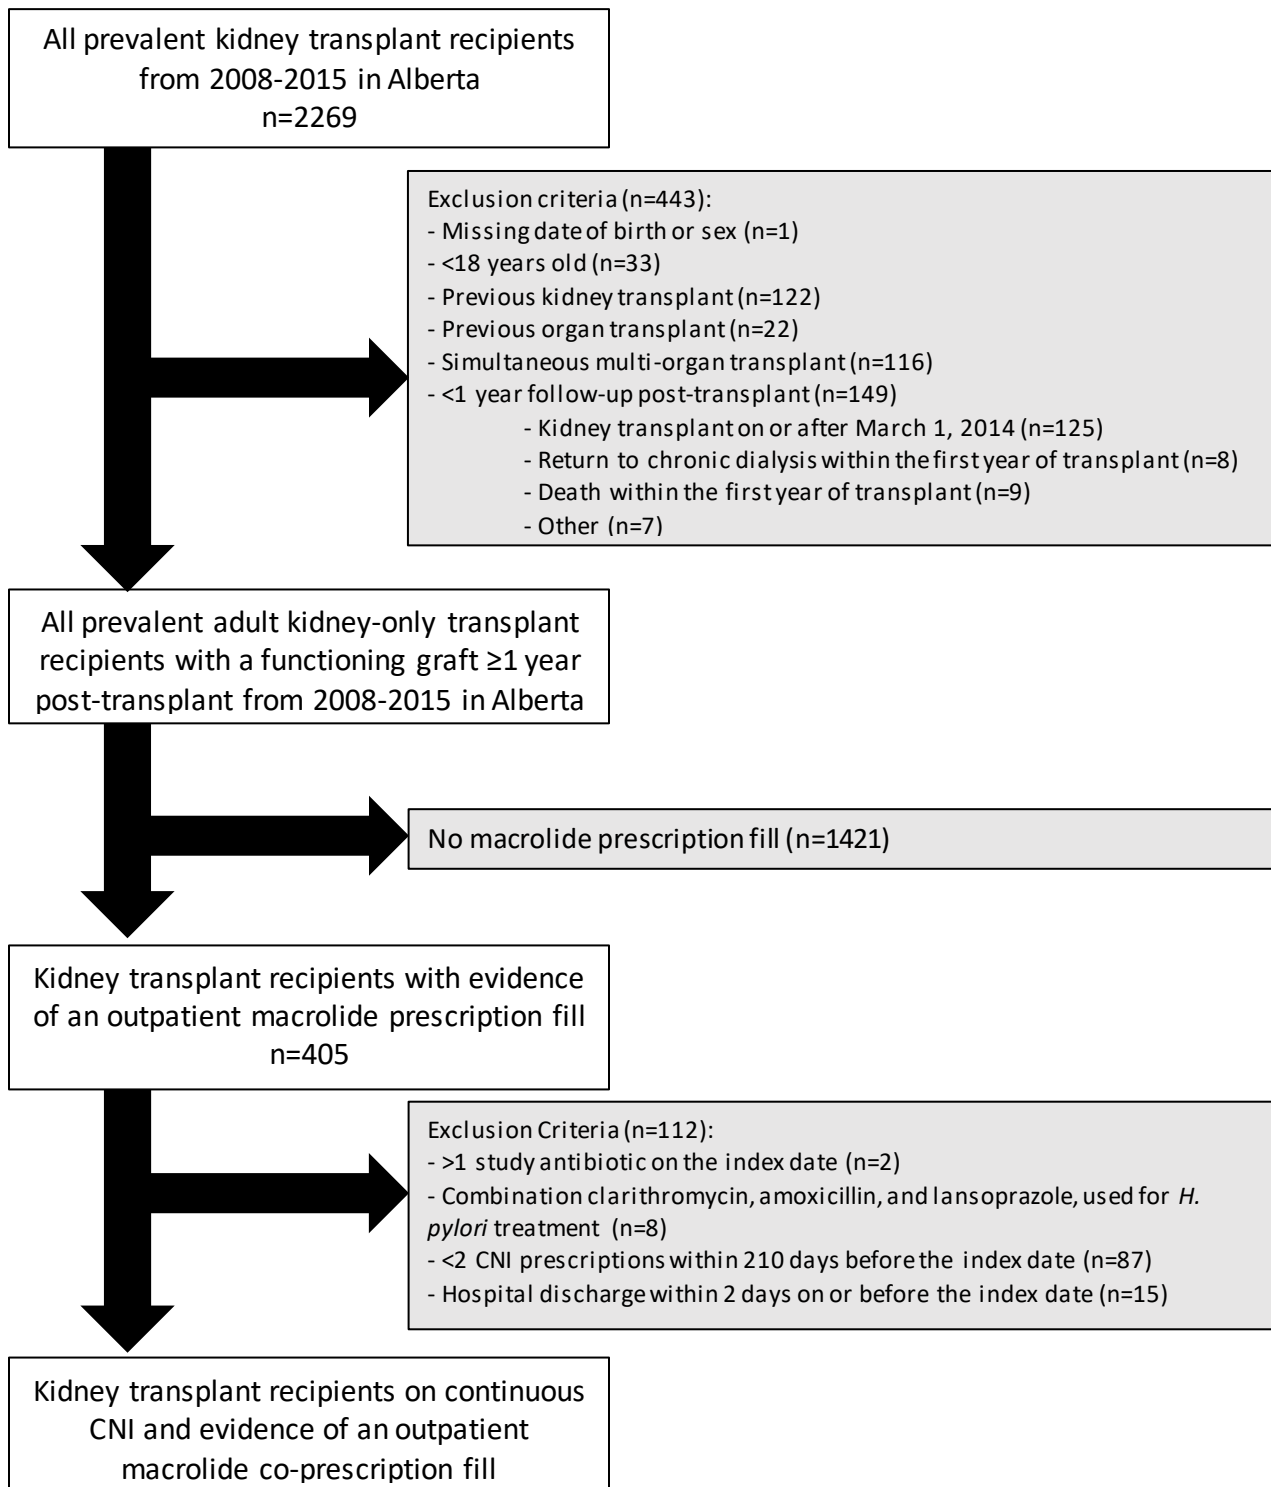 All prevalent kidney transplant recipients
from 2008-2015 in Alberta
n=2269
Exclusion criteria (n=443):
- Missing date of birth or sex (n=1)
- <18 years old (n=33)
- Previous kidney transplant (n=122)
- Previous organ transplant (n=22)
- Simultaneous multi-organ transplant (n=116)
- <1 year follow-up post-transplant (n=149)
- Kidney transplant on or after March 1, 2014 (n=125)
- Return to chronic dialysis within the first year of transplant (n=8)
- Death within the first year of transplant (n=9)
- Other (n=7)
All prevalent adult kidney-only transplant
recipients with a functioning graft ≥1 year
post-transplant from 2008-2015 in Alberta
No macrolide prescription fill (n=1421)
Kidney transplant recipients with evidence
of an outpatient macrolide prescription fill
n=405
Exclusion Criteria (n=112):
- >1 study antibiotic on the index date (n=2)
- Combination clarithromycin, amoxicillin, and lansoprazole, used for H.
pylori treatment (n=8)
- <2 CNI prescriptions within 210 days before the index date (n=87)
- Hospital discharge within 2 days on or before the index date (n=15)
Kidney transplant recipients on continuous
CNI and evidence of an outpatient
macrolide co-prescription fill